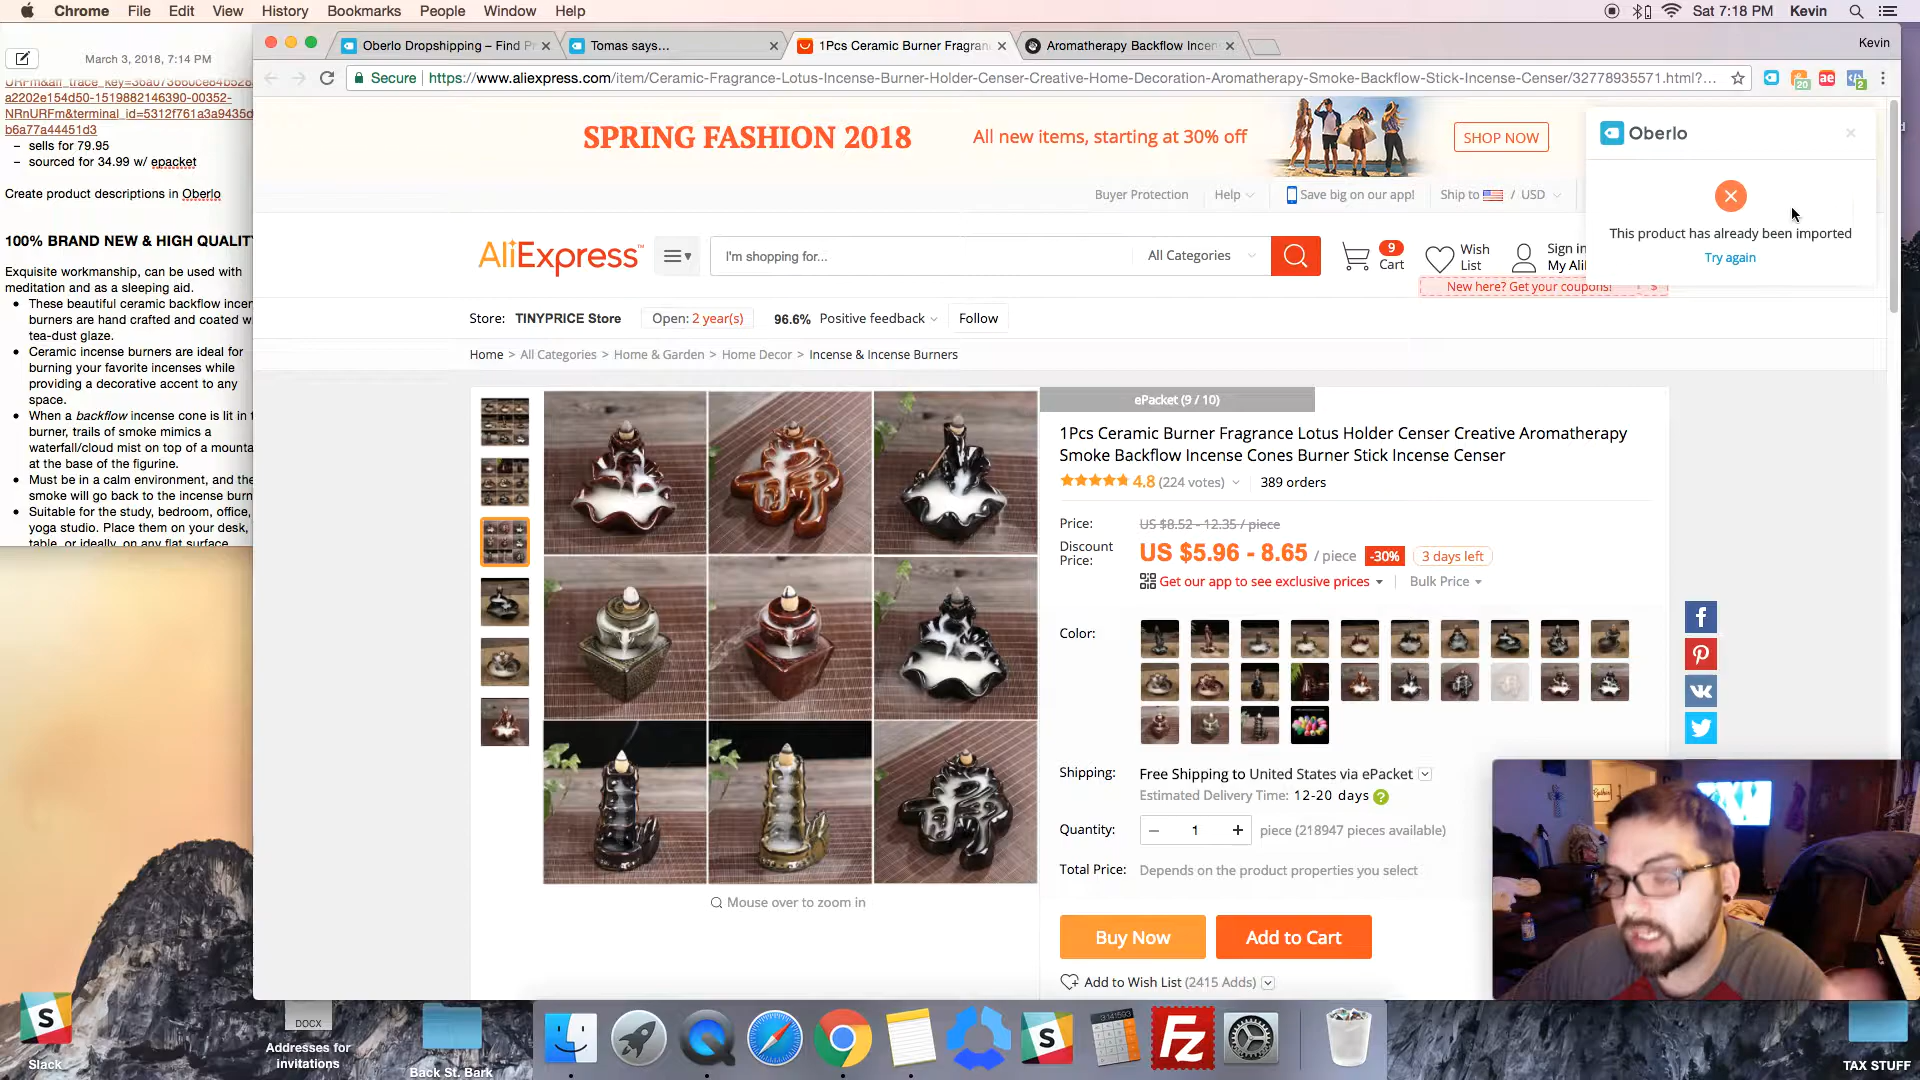 Chrome File Edit View History Bookmarks People Window Help
Sat 7:18 PM Kevin
March 3, 2018, 7:14 PM
a2202e154d50-1519882146390-00352-
NRnURFm&terminal_id=5312f761a3a9435d
b6a77a44451d3
– sells for 79.95
– sourced for 34.99 w/ epacket
Create product descriptions in Oberlo
100% BRAND NEW & HIGH QUALITY
Exquisite workmanship, can be used with
meditation and as a sleeping aid.
• These beautiful ceramic backflow incen
burners are hand crafted and coated w
tea-dust glaze.
• Ceramic incense burners are ideal for
burning your favorite incenses while
providing a decorative accent to any
space.
• When a backflow incense cone is lit in t
burner, trails of smoke mimics a
waterfall/cloud mist on top of a mounta
at the base of the figurine.
• Must be in a calm environment, and the
smoke will go back to the incense burn
• Suitable for the study, bedroom, office,
yoga studio. Place them on your desk,
table, or ideally, on any flat surface
Oberlo Dropshipping – Find Pr
Tomas says...
1Pcs Ceramic Burner Fragran
Aromatherapy Backflow Incen
Kevin
Secure https://www.aliexpress.com/item/Ceramic-Fragrance-Lotus-Incense-Burner-Holder-Censer-Creative-Home-Decoration-Aromatherapy-Smoke-Backflow-Stick-Incense-Censer/32778935571.html?...
20
ae
2
SPRING FASHION 2018 All new items, starting at 30% off SHOP NOW
Oberlo
This product has already been imported
Try again
Buyer Protection Help Save big on our app! Ship to / USD
AliExpress
I'm shopping for... All Categories
9
Cart
Wish
List
Sign in
My Ali
New here? Get your coupons!
Store: TINYPRICE Store Open: 2 year(s) 96.6% Positive feedback Follow
Home > All Categories > Home & Garden > Home Decor > Incense & Incense Burners
ePacket (9 / 10)
1Pcs Ceramic Burner Fragrance Lotus Holder Censer Creative Aromatherapy
Smoke Backflow Incense Cones Burner Stick Incense Censer
4.8 (224 votes) 389 orders
Price: US $8.52 - 12.35 / piece
Discount
Price:
US $5.96 - 8.65 / piece -30% 3 days left
Get our app to see exclusive prices Bulk Price
Color:
Shipping: Free Shipping to United States via ePacket
Estimated Delivery Time: 12-20 days ?
Quantity: – 1 + piece (218947 pieces available)
Total Price: Depends on the product properties you select
Mouse over to zoom in
Buy Now Add to Cart
Add to Wish List (2415 Adds)
Slack
DOCX
Addresses for
invitations
Back St. Bark
TAX STUFF